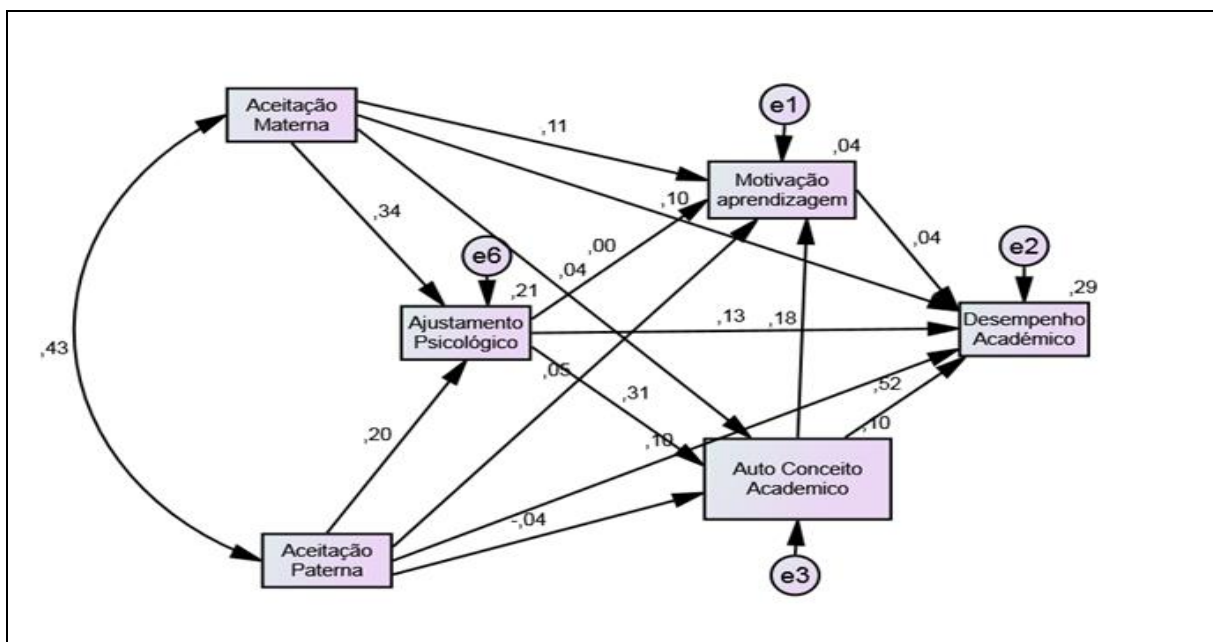 Aceitação
Materna
e1
,11
,04
Motivação
aprendizagem
,10
,34
,00
,04
e2
e6
,04
,21
,29
Ajustamento
Psicológico
,13
,18
Desempenho
Académico
,43
,05
,31
,52
,20
,10
,10
Auto Conceito
Academico
-,04
Aceitação
Paterna
e3